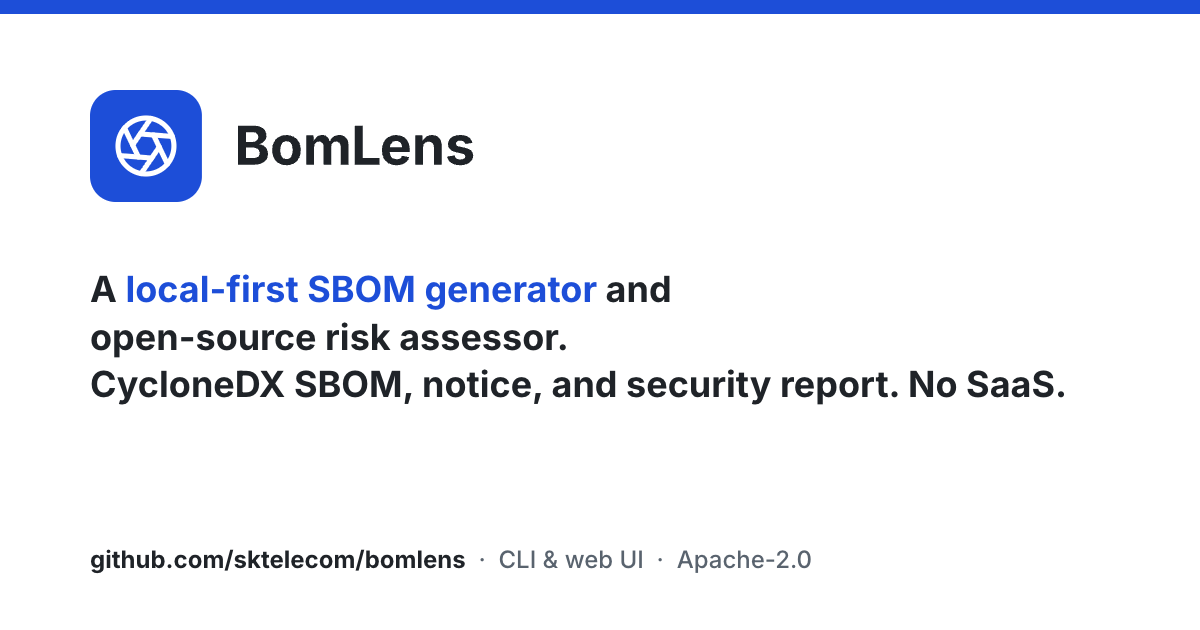 BomLens
A local-first SBOM generator and
open-source risk assessor.
CycloneDX SBOM, notice, and security report. No SaaS.
github.com/sktelecom/bomlens · CLI & web UI · Apache-2.0